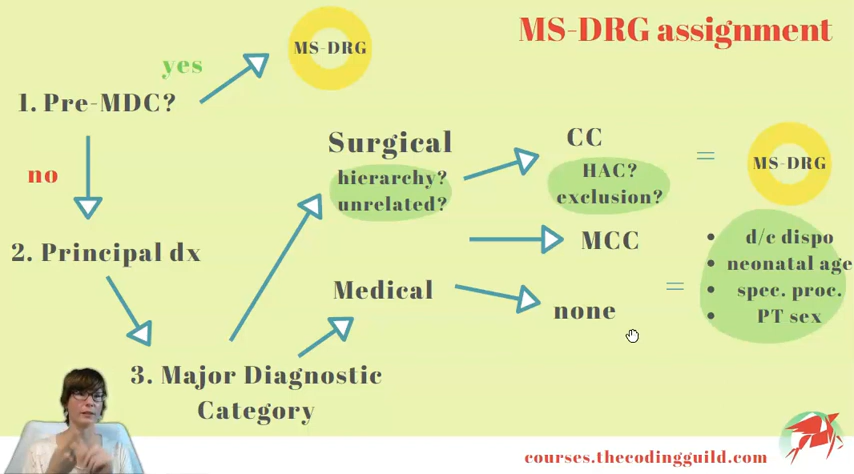 MS-DRG assignment
yes
MS-DRG
1. Pre-MDC?
no
2. Principal dx
3. Major Diagnostic
Category
Surgical
hierarchy?
unrelated?
Medical
CC
HAC?
exclusion?
MCC
none
=
MS-DRG
=
• d/c dispo
• neonatal age
• spec. proc.
• PT sex
courses.thecodingguild.com